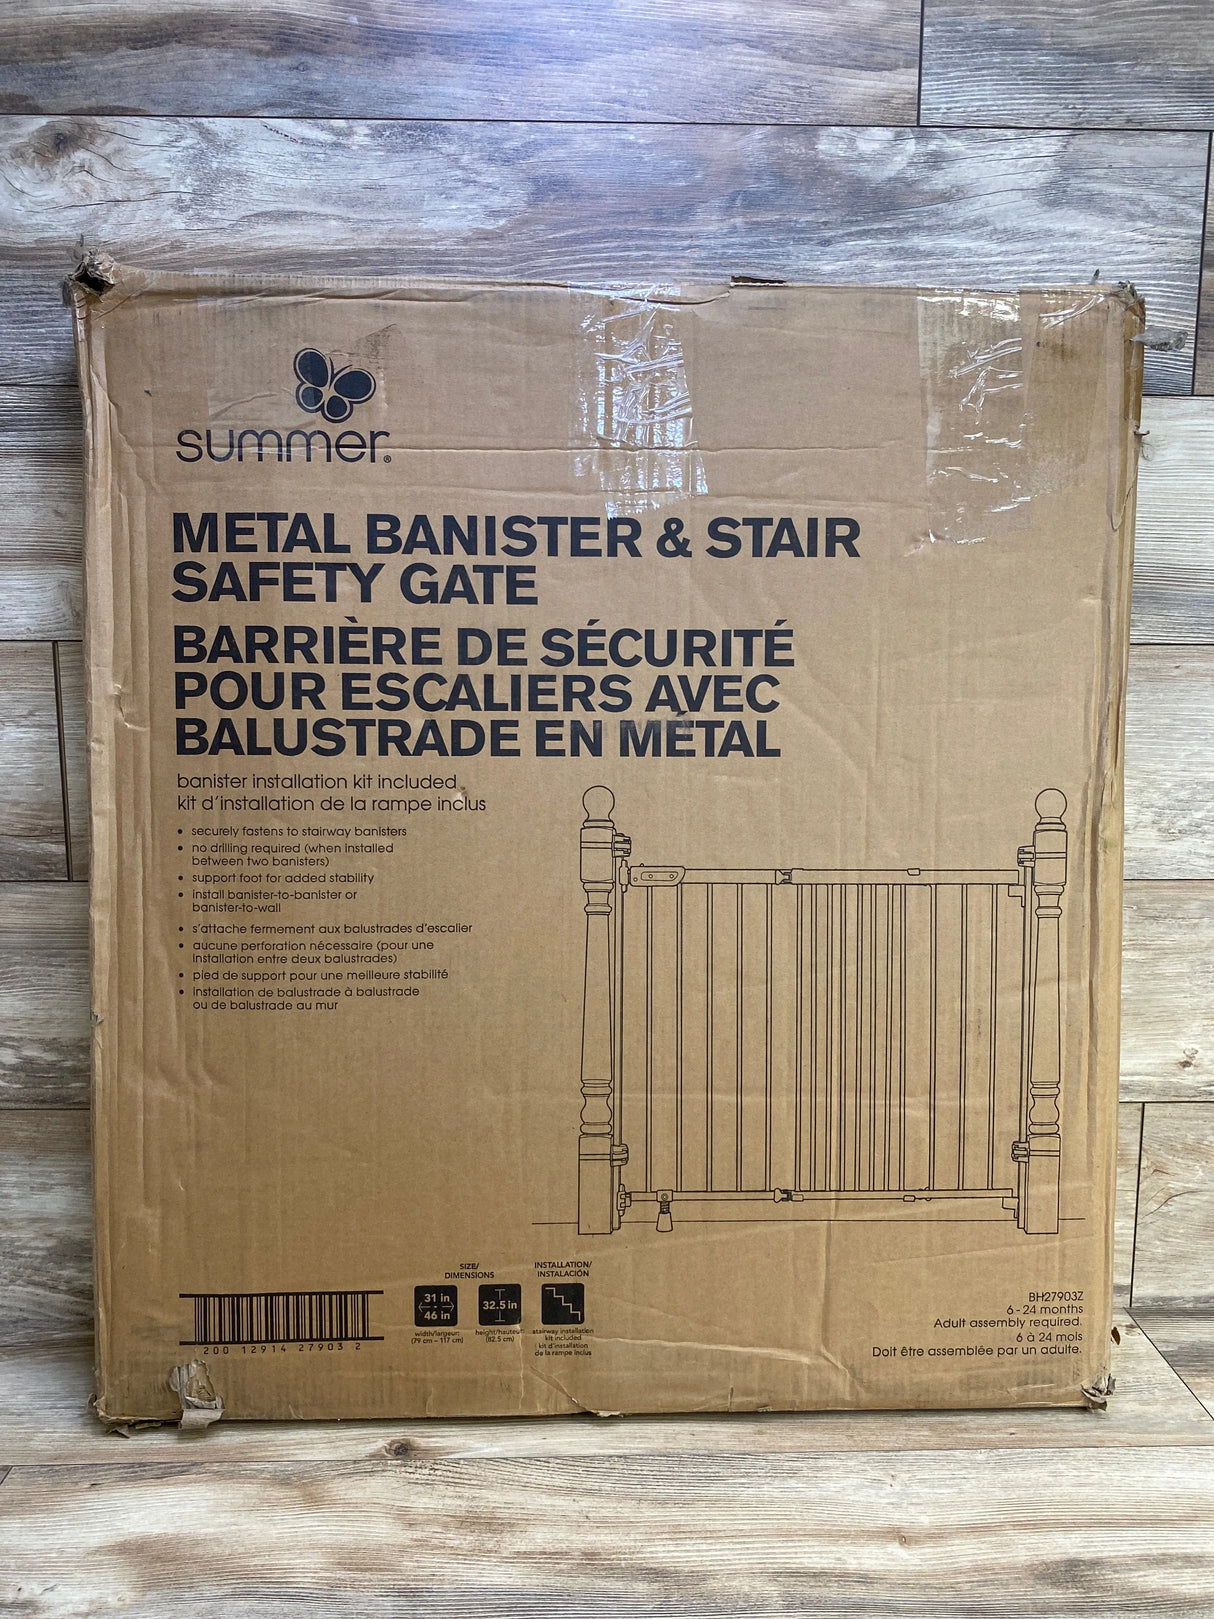 summer®
METAL BANISTER & STAIR
SAFETY GATE
BARRIÈRE DE SÉCURITÉ
POUR ESCALIERS AVEC
BALUSTRADE EN MÉTAL
banister installation kit included
kit d'installation de la rampe inclus
• securely fastens to stairway banisters
• no drilling required (when installed
between two banisters)
• support foot for added stability
• install banister-to-banister or
banister-to-wall
• s'attache fermement aux balustrades d'escalier
• aucune perforation nécessaire (pour une
installation entre deux balustrades)
• pied de support pour une meilleure stabilité
• installation de balustrade à balustrade
ou de balustrade au mur
200 12914 27903 2
SIZE/
DIMENSIONS
31 in
46 in
width/largeur:
(79 cm – 117 cm)
32.5 in
height/hauteur:
(82.5 cm)
INSTALLATION/
INSTALACIÓN
stairway installation
kit included
kit d'installation
de la rampe inclus
BH27903Z
6 - 24 months
Adult assembly required.
6 à 24 mois
Doit être assemblée par un adulte.